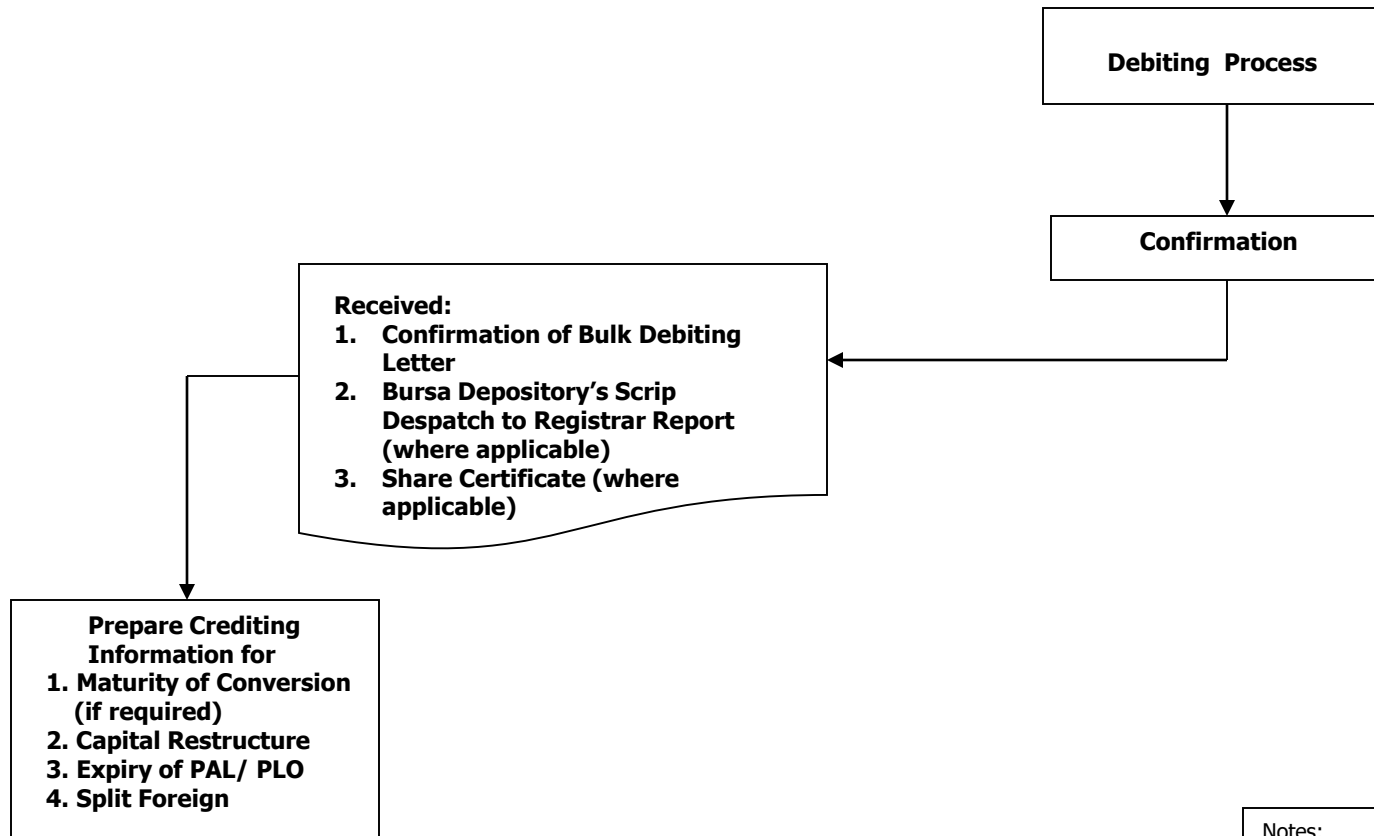 Debiting Process
Confirmation
Received:
1. Confirmation of Bulk Debiting
Letter
2. Bursa Depository’s Scrip
Despatch to Registrar Report
(where applicable)
3. Share Certificate (where
applicable)
Prepare Crediting
Information for
1. Maturity of Conversion
(if required)
2. Capital Restructure
3. Expiry of PAL/ PLO
4. Split Foreign
Notes: